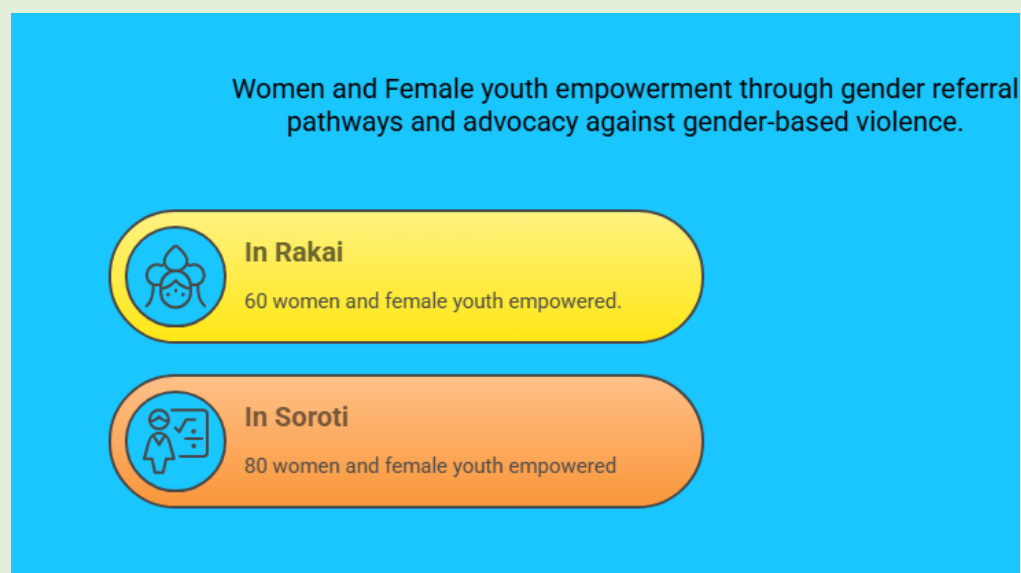 Women and Female youth empowerment through gender referral
pathways and advocacy against gender-based violence.
In Rakai
60 women and female youth empowered.
In Soroti
80 women and female youth empowered